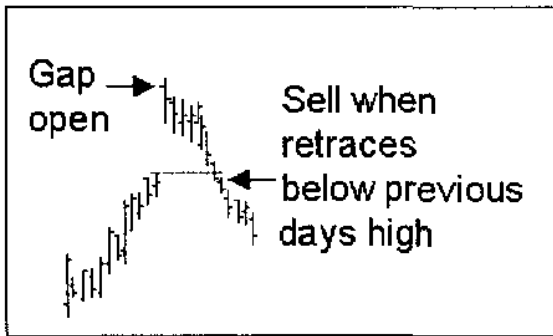 Gap
open
Sell when
retraces
below previous
days high